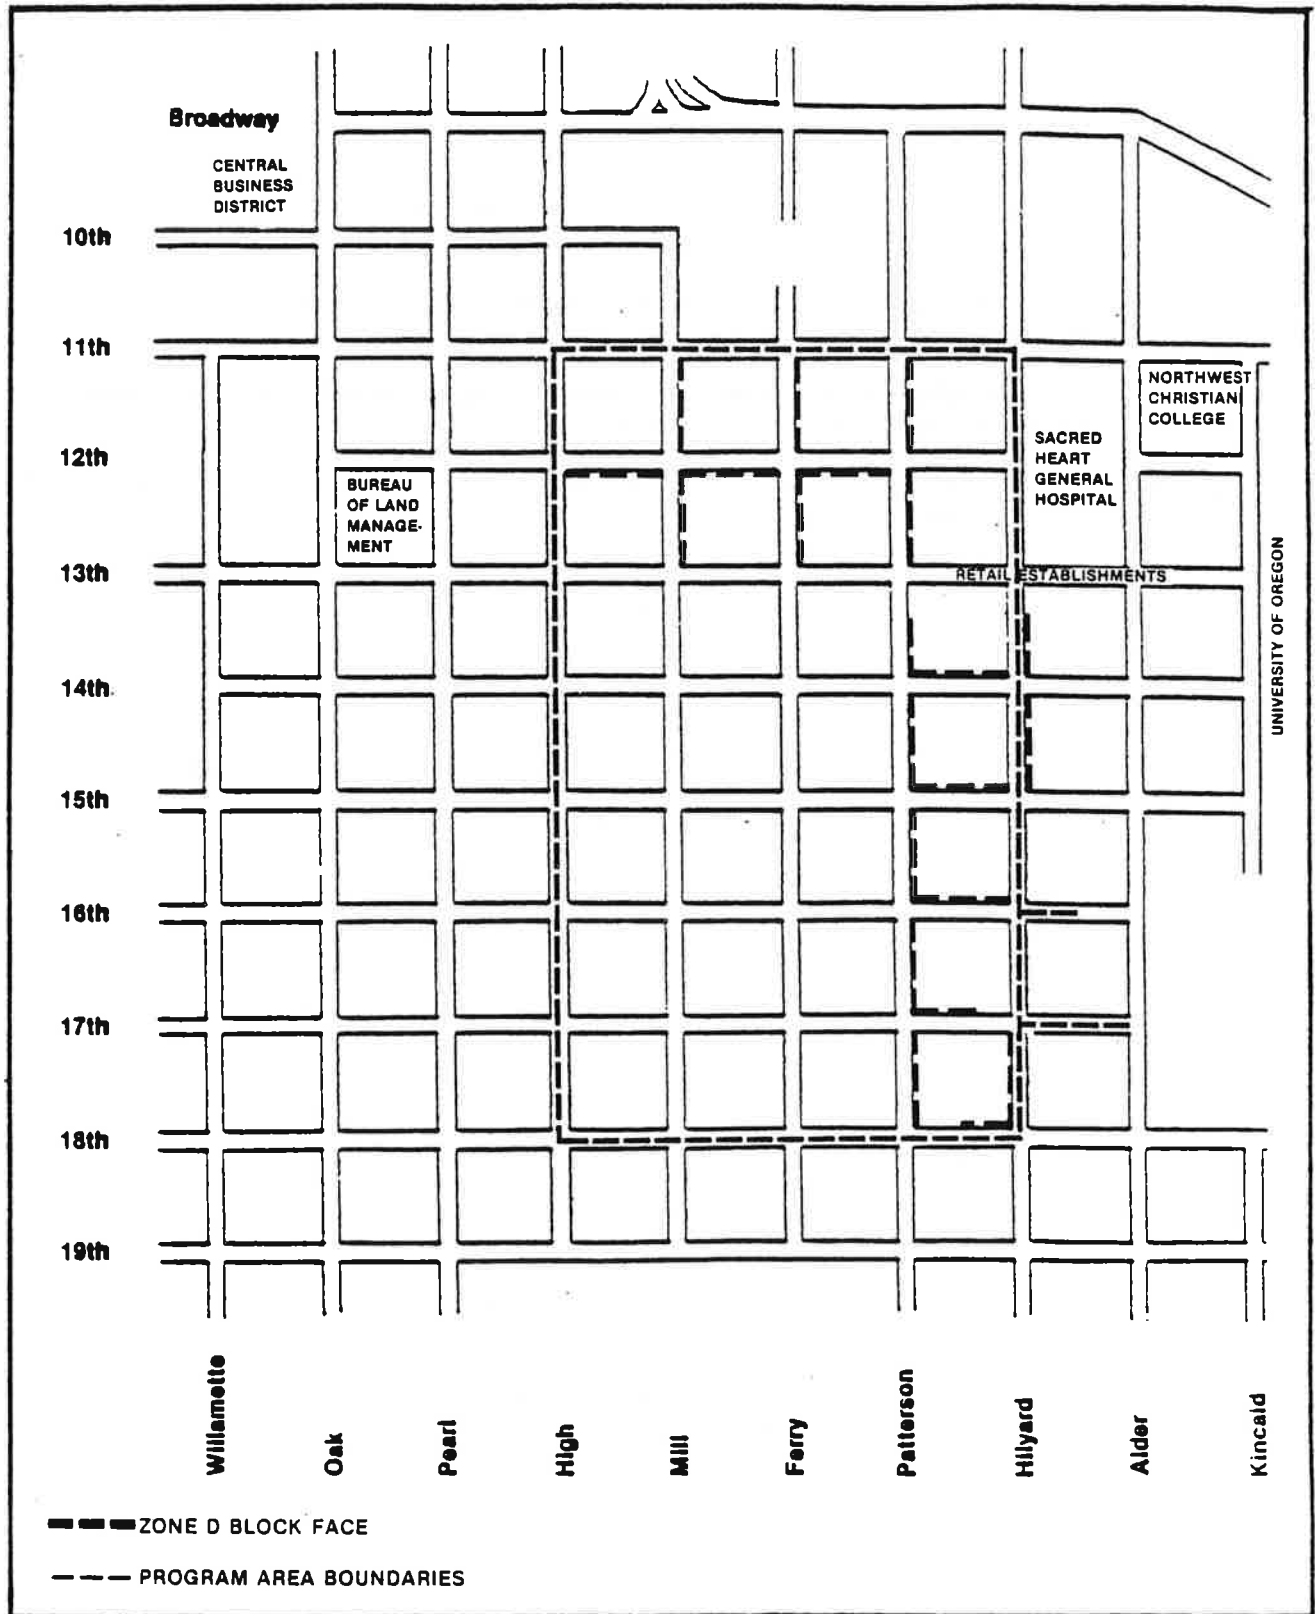 Broadway
CENTRAL
BUSINESS
DISTRICT
10th
11th
NORTHWEST
CHRISTIAN
COLLEGE
SACRED
HEART
GENERAL
HOSPITAL
12th
BUREAU
OF LAND
MANAGE-
MENT
13th
RETAIL ESTABLISHMENTS
UNIVERSITY OF OREGON
14th
15th
16th
17th
18th
19th
Willamette
Oak
Pearl
High
Mill
Ferry
Patterson
Hilyard
Alder
Kincaid
ZONE D BLOCK FACE
PROGRAM AREA BOUNDARIES